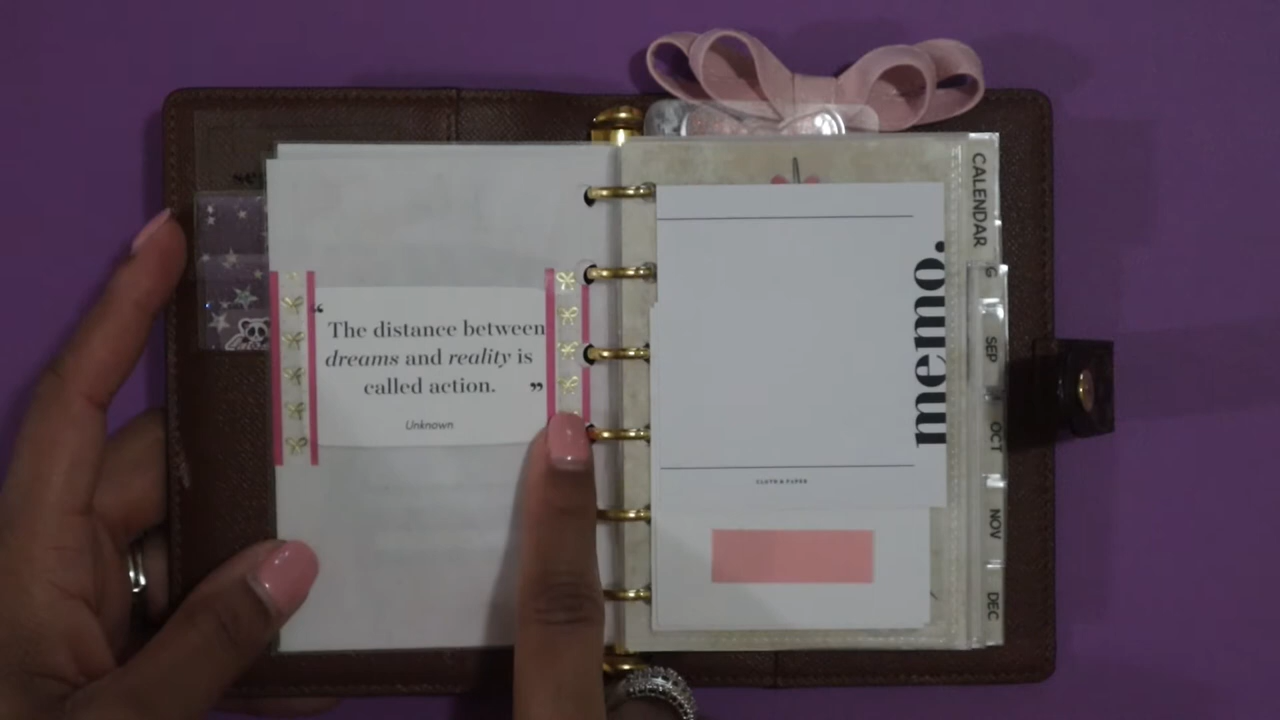 “
The distance between
dreams and reality is
called action.
”
Unknown
memo.
CLOTH & PAPER
CALENDAR
G
SEP
OCT
NOV
DEC